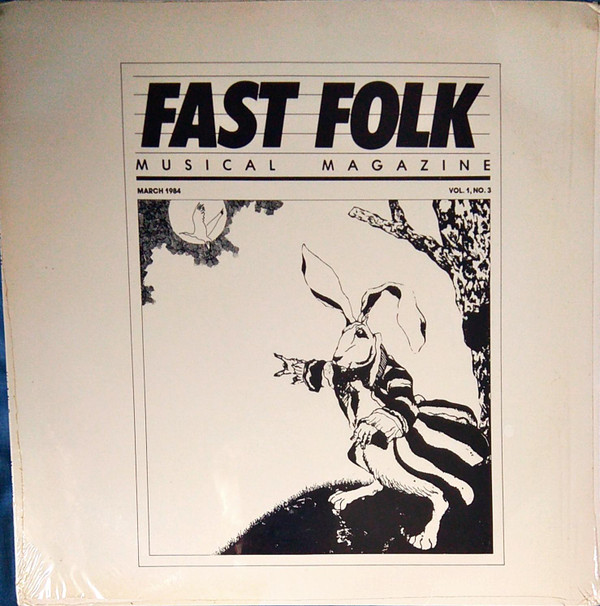 FAST FOLK
MUSICAL MAGAZINE
MARCH 1984 VOL. 1, NO. 3